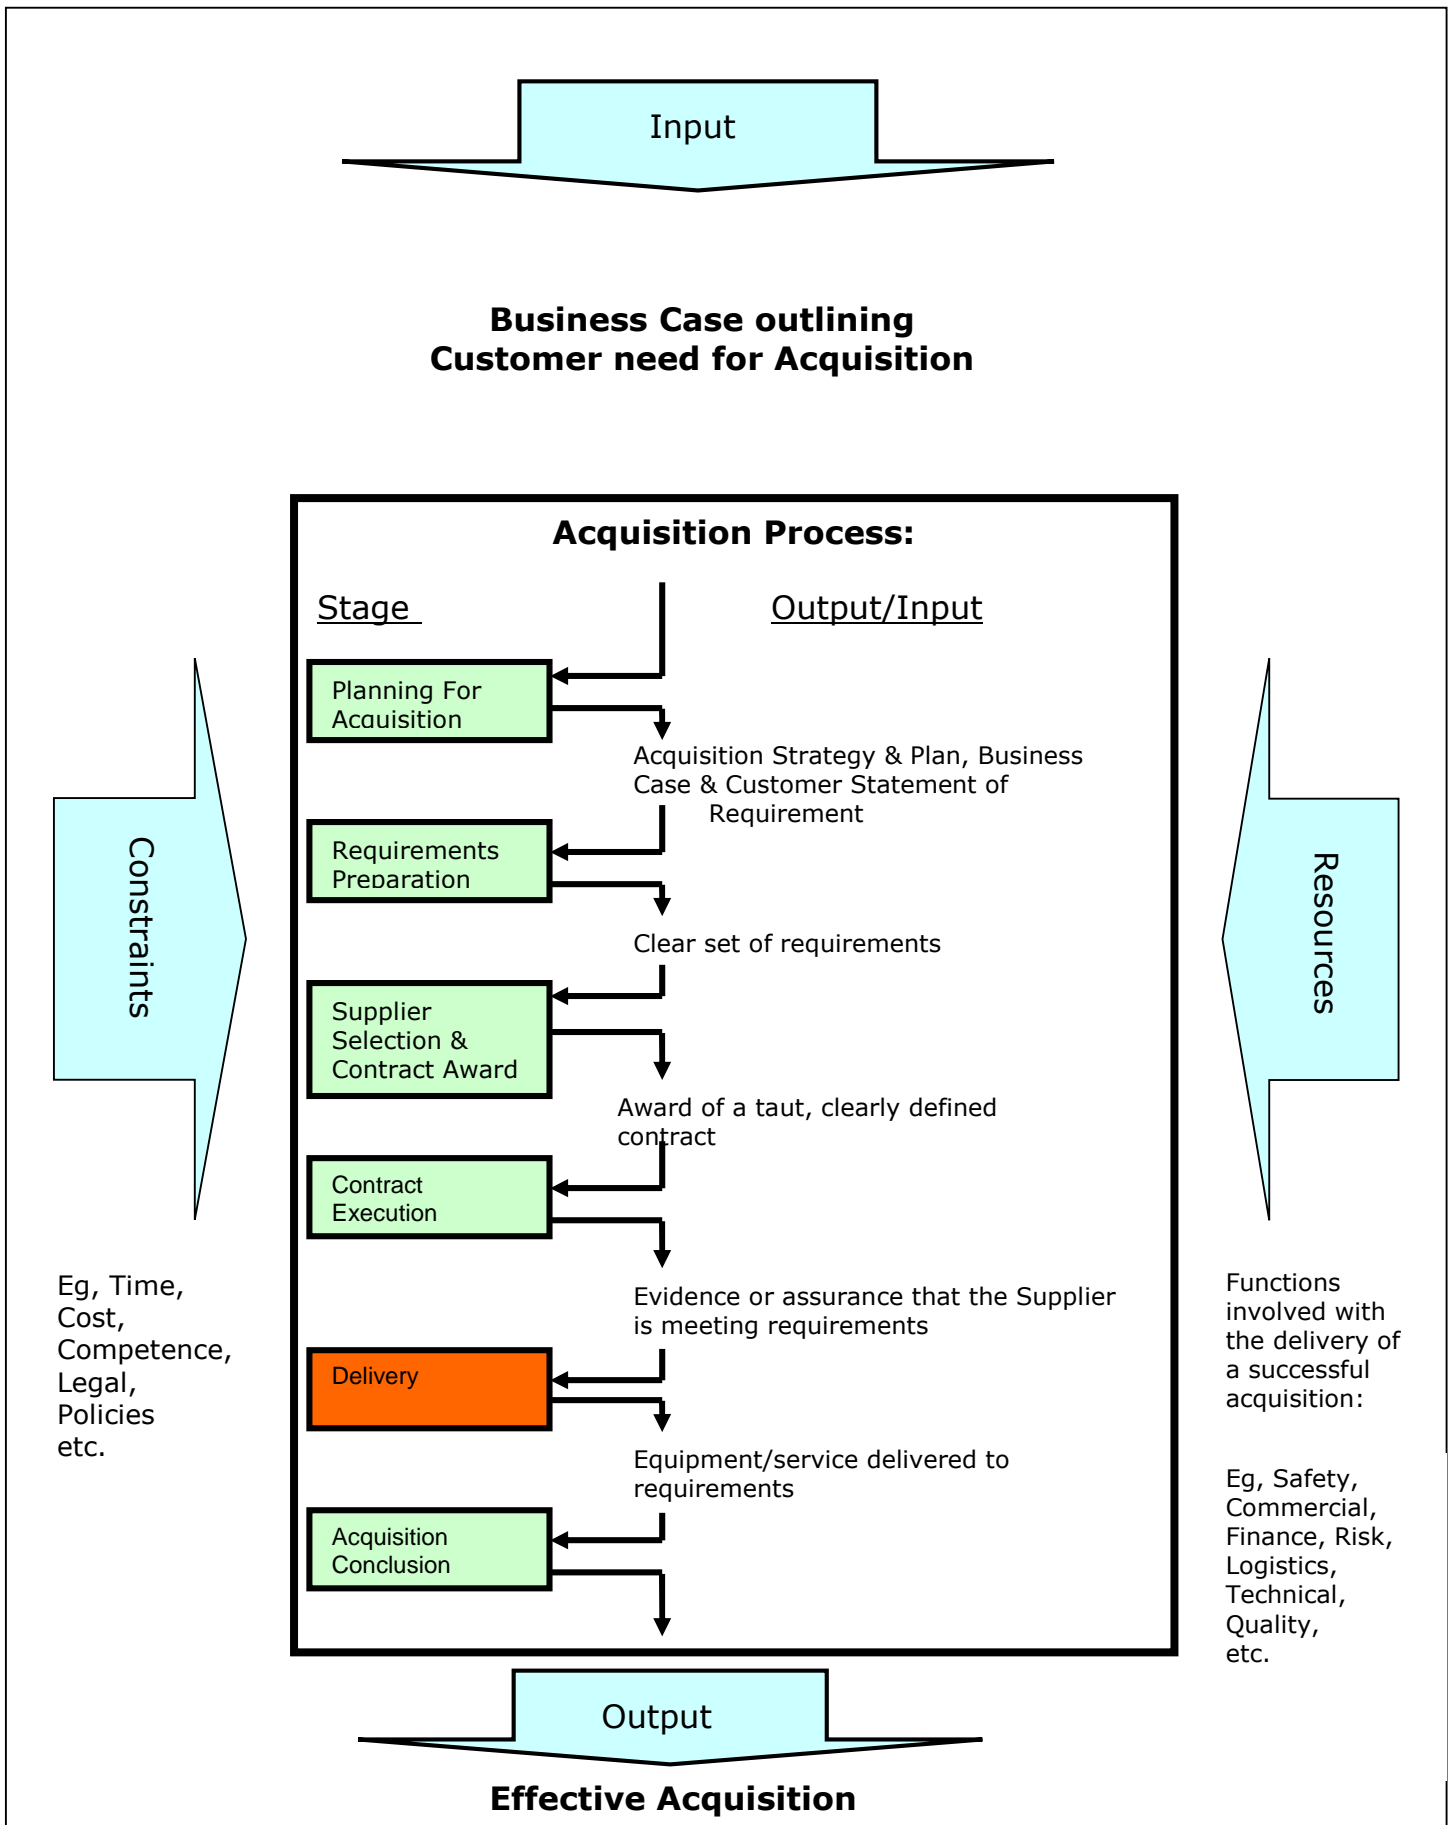 Input
Business Case outlining
Customer need for Acquisition
Acquisition Process:
Stage
Output/Input
Planning For
Acquisition
Acquisition Strategy & Plan, Business
Case & Customer Statement of
Requirement
Requirements
Preparation
Clear set of requirements
Supplier
Selection &
Contract Award
Award of a taut, clearly defined
contract
Contract
Execution
Evidence or assurance that the Supplier
is meeting requirements
Delivery
Equipment/service delivered to
requirements
Acquisition
Conclusion
Constraints
Eg, Time,
Cost,
Competence,
Legal,
Policies
etc.
Resources
Functions
involved with
the delivery of
a successful
acquisition:
Eg, Safety,
Commercial,
Finance, Risk,
Logistics,
Technical,
Quality,
etc.
Output
Effective Acquisition